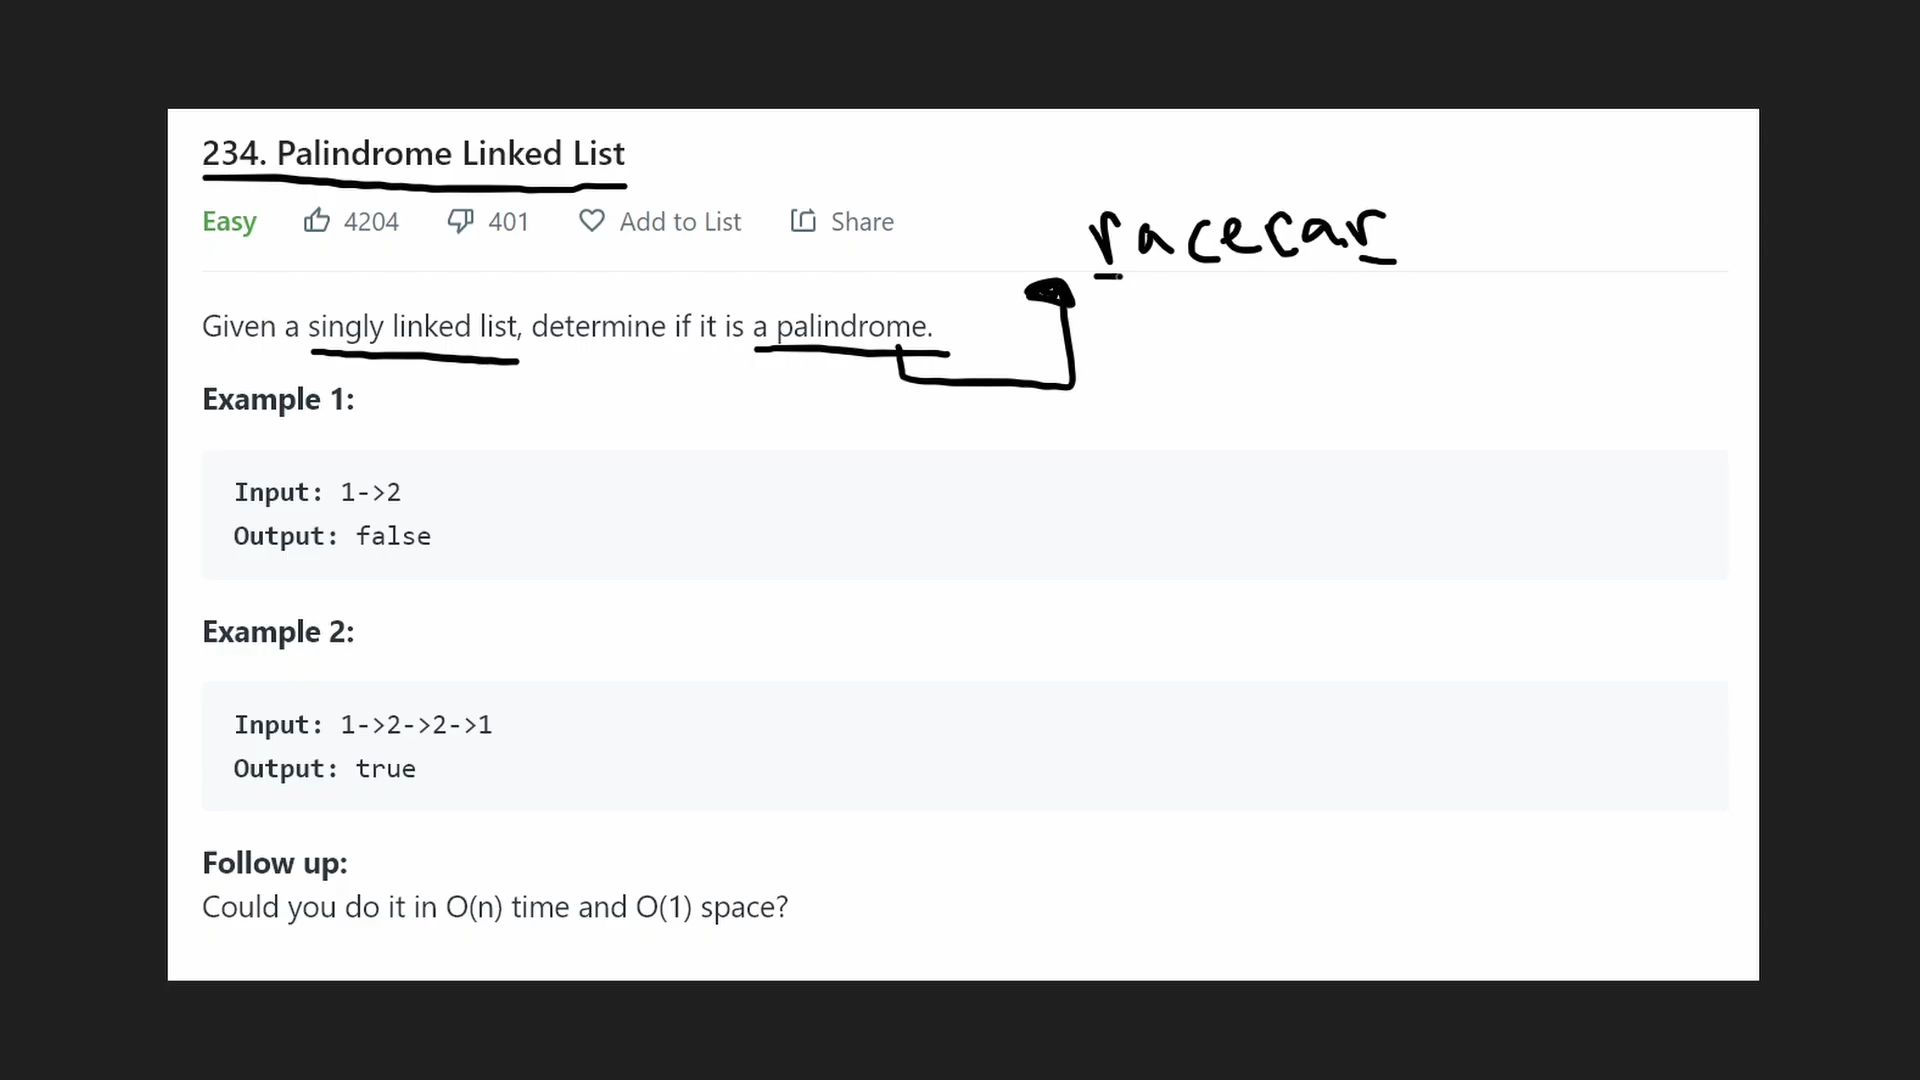 234. Palindrome Linked List
Easy 4204 401 Add to List Share
racecar
Given a singly linked list, determine if it is a palindrome.
Example 1:
Input: 1->2
Output: false
Example 2:
Input: 1->2->2->1
Output: true
Follow up:
Could you do it in O(n) time and O(1) space?